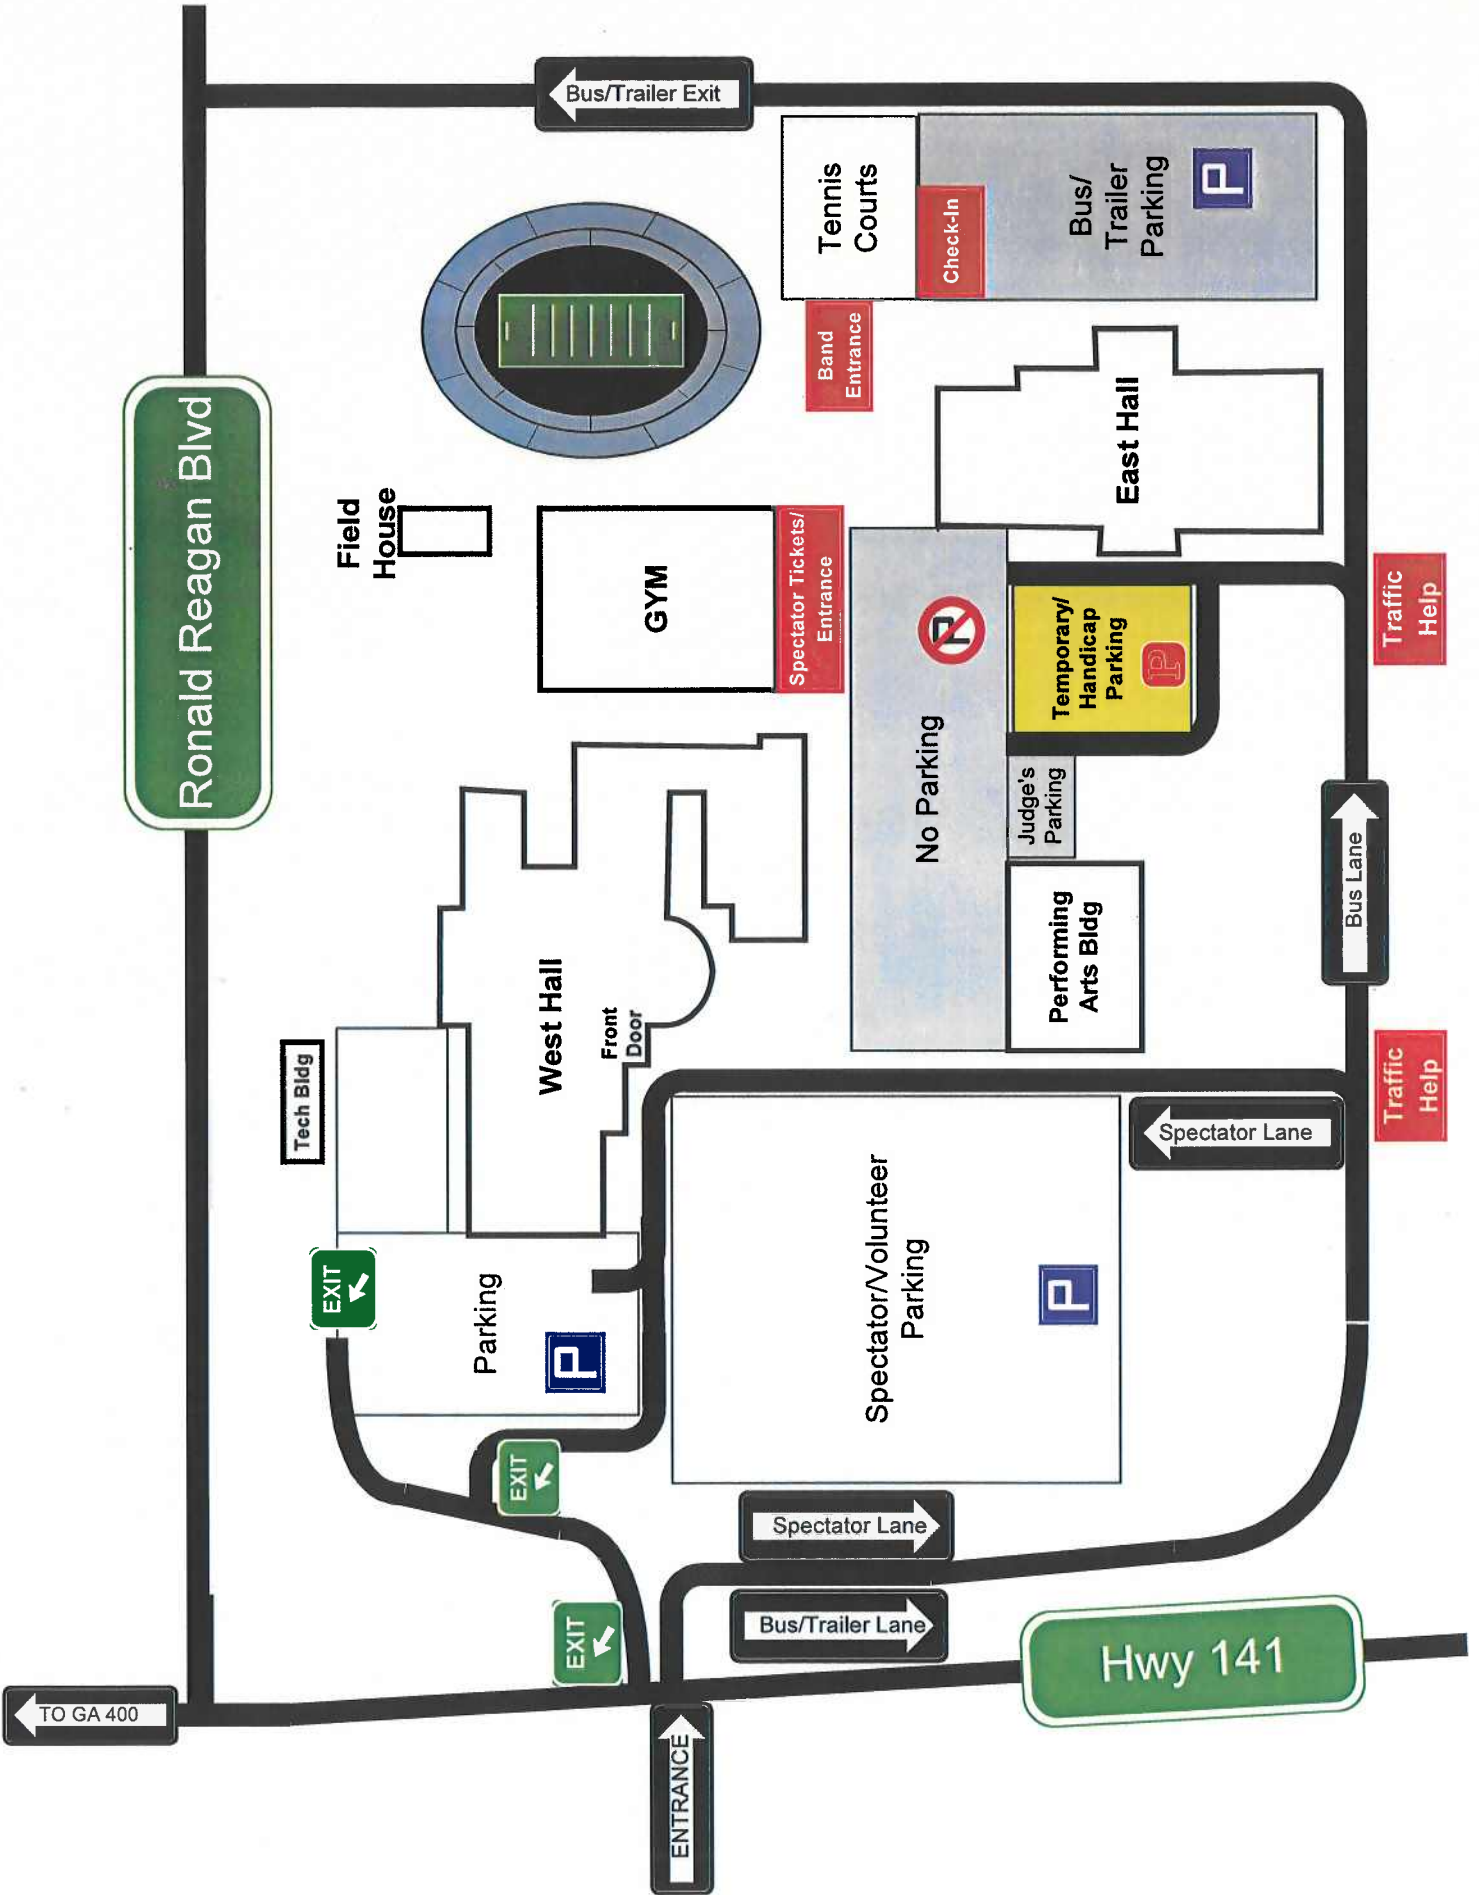 Bus/Trailer Exit
Tennis
Courts
Check-In
Bus/
Trailer
Parking
P
Ronald Reagan Blvd
Band
Entrance
East Hall
Field
House
GYM
Spectator Tickets/
Entrance
P
No Parking
Temporary/
Handicap
Parking
P
Traffic
Help
Judge's
Parking
Bus Lane
Performing
Arts Bldg
West Hall
Front
Door
Tech Bldg
Traffic
Help
Spectator Lane
EXIT
Parking
P
Spectator/Volunteer
Parking
P
EXIT
Spectator Lane
EXIT
Bus/Trailer Lane
Hwy 141
TO GA 400
ENTRANCE